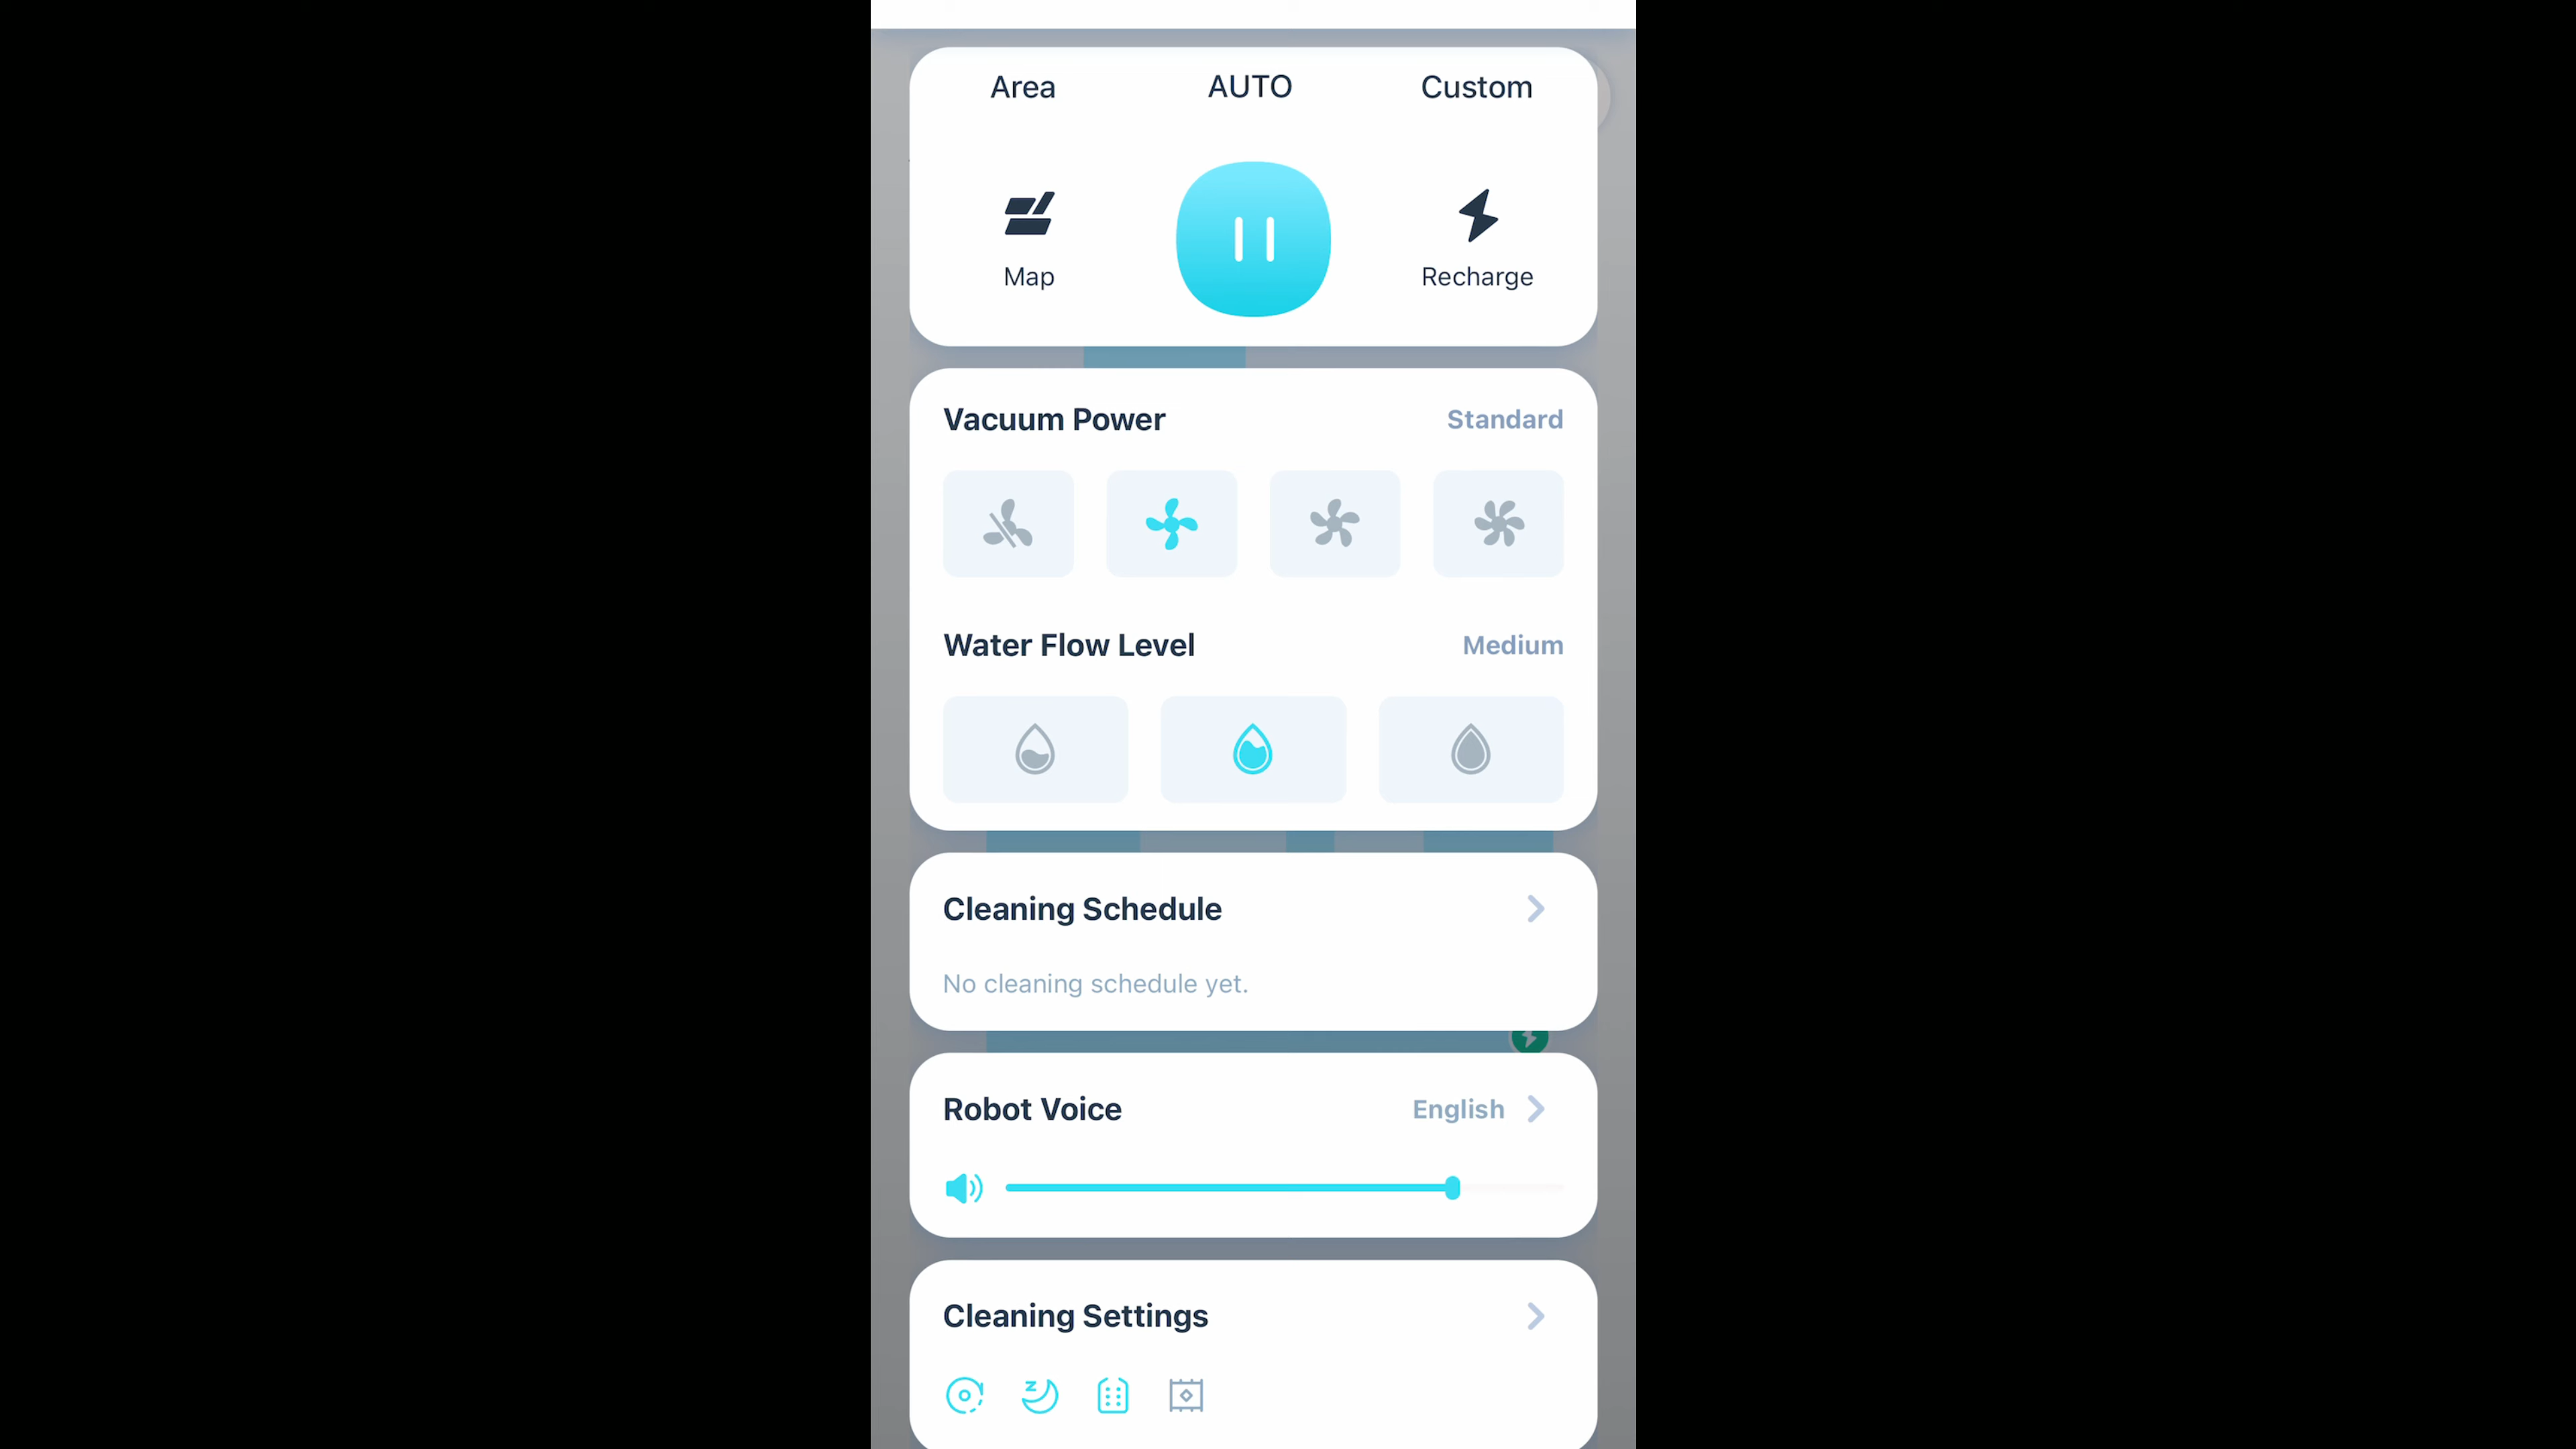 Area AUTO Custom
Map Recharge
Vacuum Power Standard
Water Flow Level Medium
Cleaning Schedule
No cleaning schedule yet.
Robot Voice English
Cleaning Settings